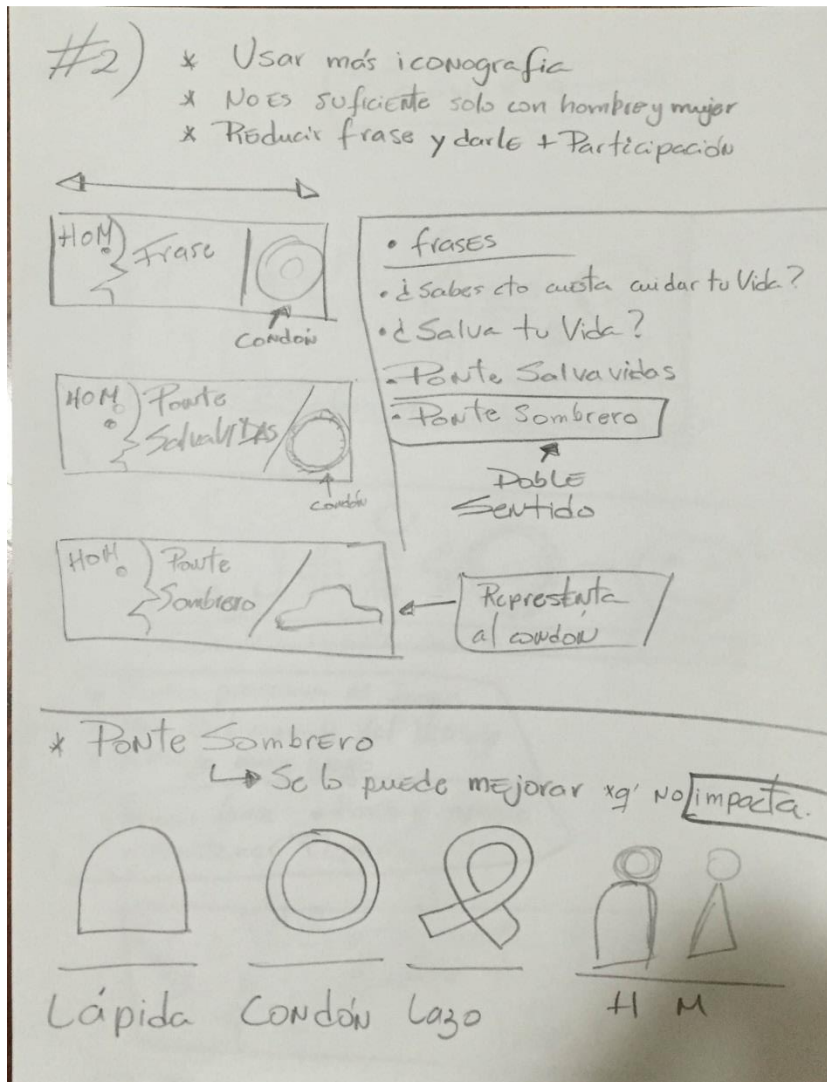 #2) * Usar más iconografia
* No ES suficiENTE solo con hombre y mujer
* REducir frase y darlE + Participación
HOM Frase
CONdóN
HOM. PoNte
SalvaVIDAS
coNdóN
HOM. PoNte
Sombrero
• frasEs
• ¿Sabes cto cuesta cuidar tu Vida?
• ¿Salva tu Vida?
• PoNtE Salvavidas
• PoNte Sombrero
DoblE
SENtido
REpresENta
al coNdóN
* PoNte SombrEro
Se lo puede mEjorar xq' No impacta.
Lápida
CoNdóN
Lazo
H M